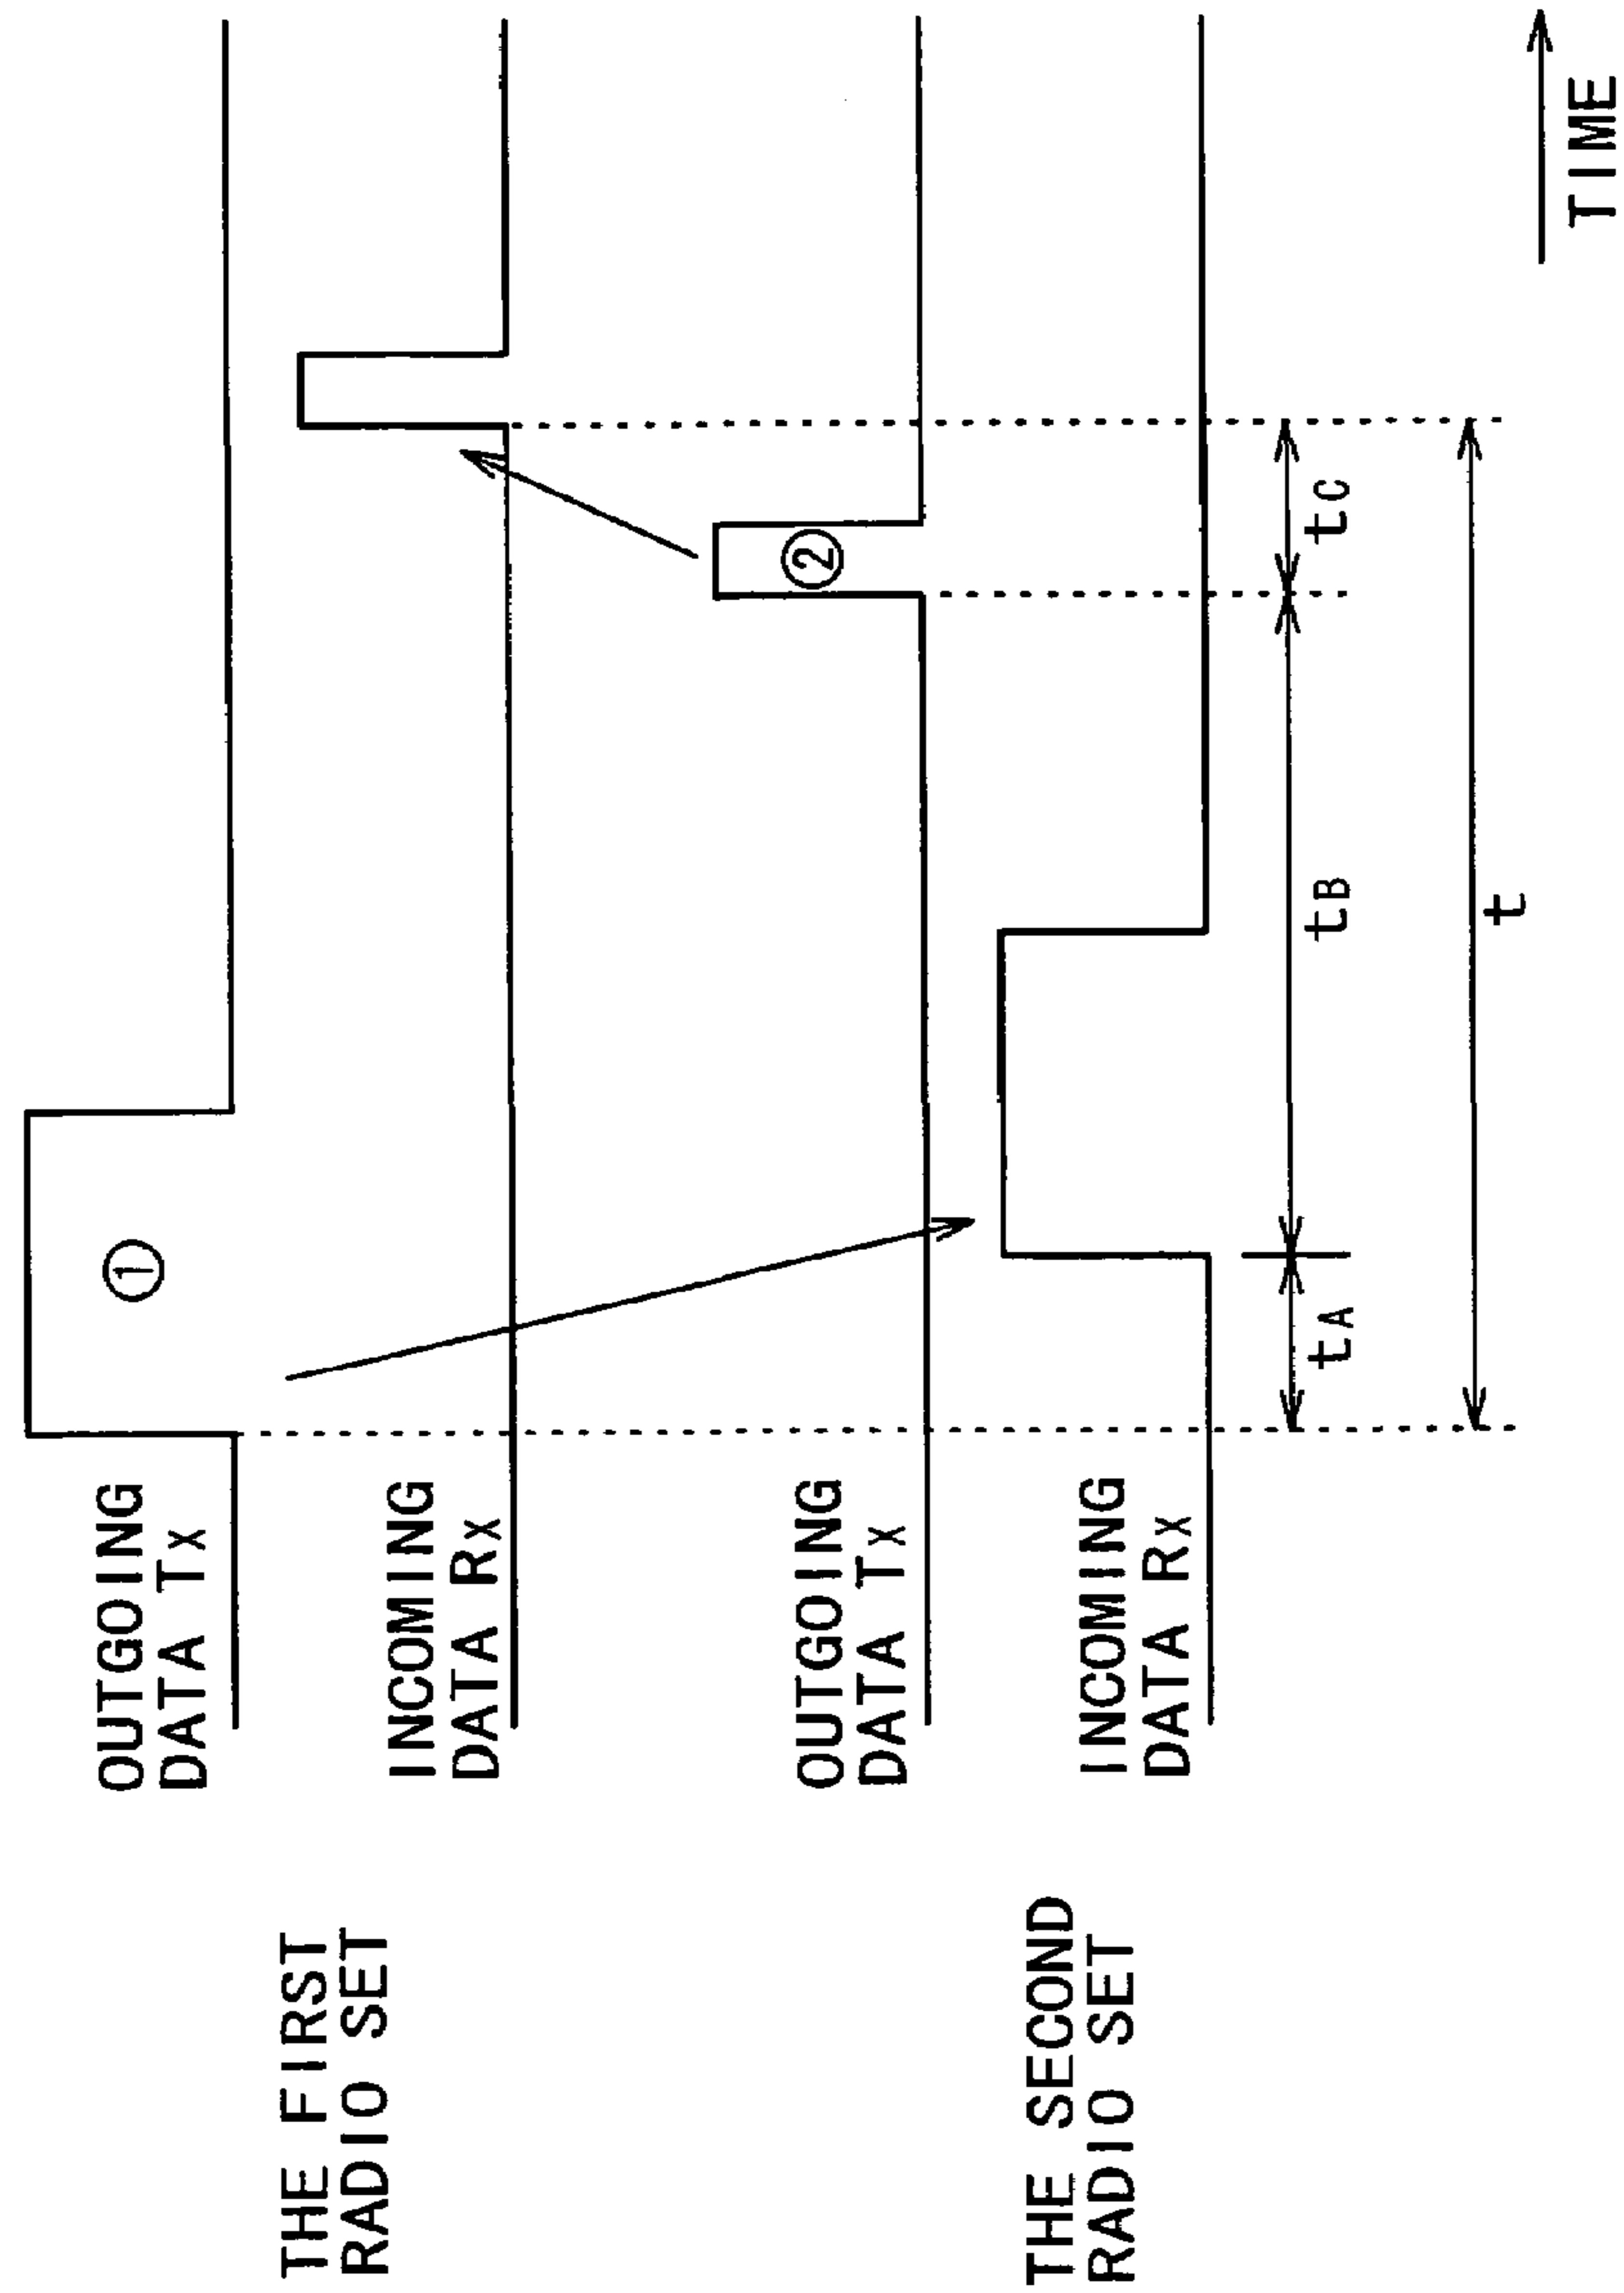 THE FIRST
RADIO SET
OUTGOING
DATA Tx
①
INCOMING
DATA Rx
THE SECOND
RADIO SET
OUTGOING
DATA Tx
②
INCOMING
DATA Rx
tA
tB
tC
t
TIME